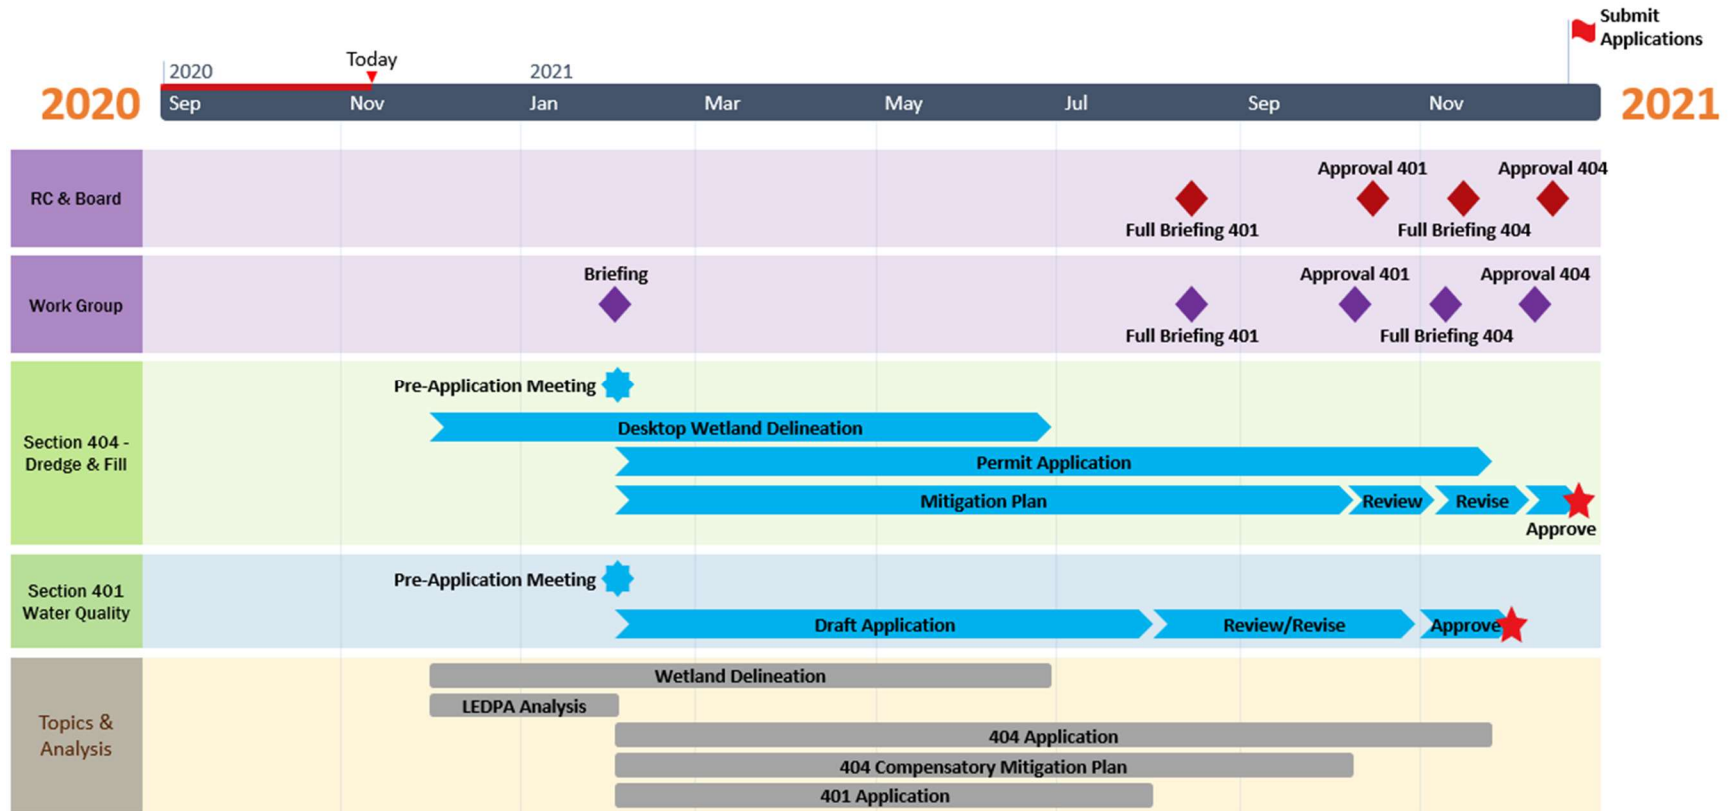 Submit
Applications
Today
2020
2021
2020
Sep
Nov
Jan
Mar
May
Jul
Sep
Nov
2021
RC & Board
Approval 401
Approval 404
Full Briefing 401
Full Briefing 404
Work Group
Briefing
Approval 401
Approval 404
Full Briefing 401
Full Briefing 404
Section 404 -
Dredge & Fill
Pre-Application Meeting
Desktop Wetland Delineation
Permit Application
Mitigation Plan
Review
Revise
Approve
Section 401
Water Quality
Pre-Application Meeting
Draft Application
Review/Revise
Approve
Topics &
Analysis
Wetland Delineation
LEDPA Analysis
404 Application
404 Compensatory Mitigation Plan
401 Application